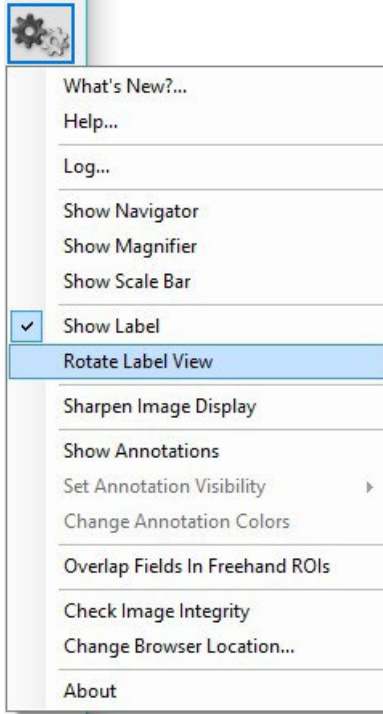 What's New?...
Help...
Log...
Show Navigator
Show Magnifier
Show Scale Bar
Show Label
Rotate Label View
Sharpen Image Display
Show Annotations
Set Annotation Visibility
Change Annotation Colors
Overlap Fields In Freehand ROIs
Check Image Integrity
Change Browser Location...
About